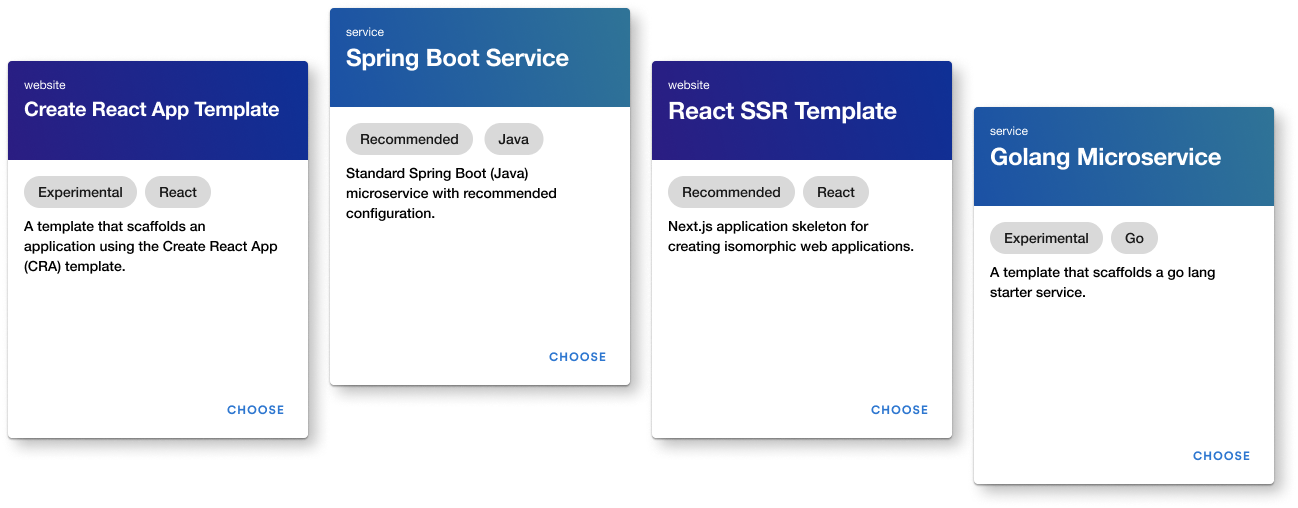 website
Create React App Template
Experimental
React
A template that scaffolds an
application using the Create React App
(CRA) template.
CHOOSE
service
Spring Boot Service
Recommended
Java
Standard Spring Boot (Java)
microservice with recommended
configuration.
CHOOSE
website
React SSR Template
Recommended
React
Next.js application skeleton for
creating isomorphic web applications.
CHOOSE
service
Golang Microservice
Experimental
Go
A template that scaffolds a go lang
starter service.
CHOOSE